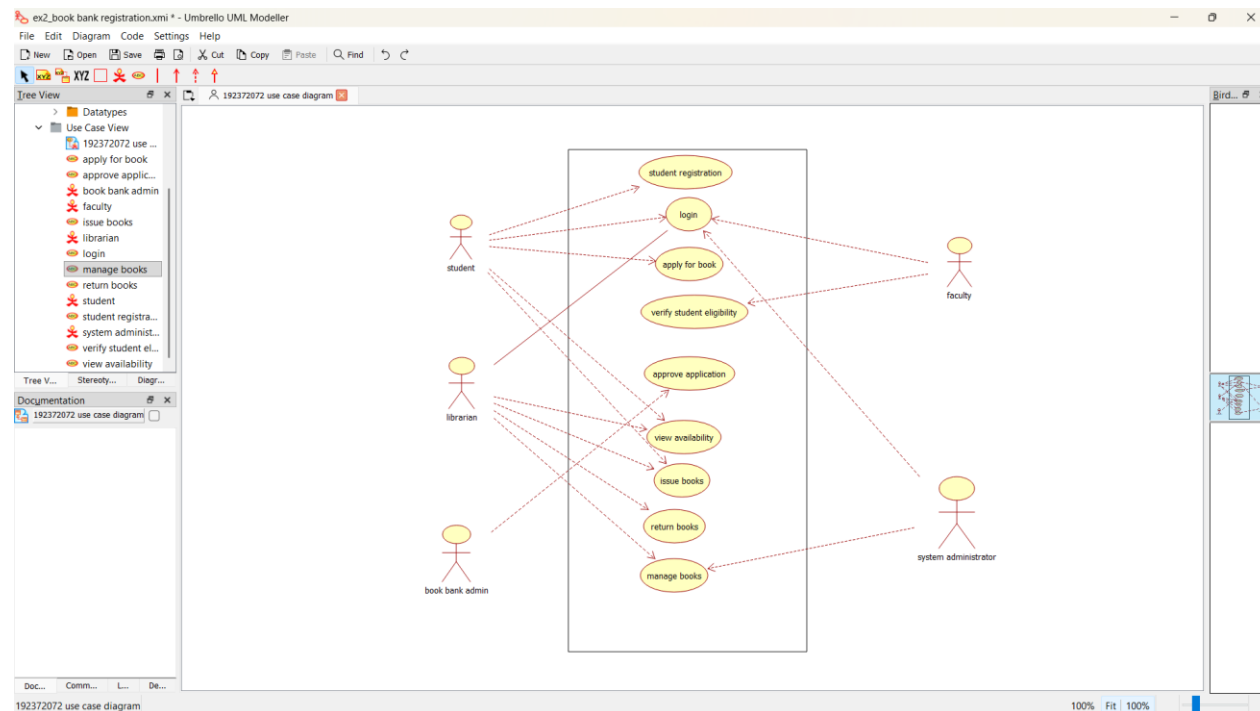 ex2_book bank registration.xmi * - Umbrello UML Modeller
File Edit Diagram Code Settings Help
New Open Save Cut Copy Paste Find
XYZ
Tree View
192372072 use case diagram
Bird...
Datatypes
Use Case View
192372072 use ...
apply for book
approve applic...
book bank admin
faculty
issue books
librarian
login
manage books
return books
student
student registra...
system administ...
verify student el...
view availability
Tree V... Stereoty... Diagr...
Documentation
192372072 use case diagram
Doc... Comm... L... De...
student registration
login
apply for book
verify student eligibility
approve application
view availability
issue books
return books
manage books
student
librarian
book bank admin
faculty
system administrator
192372072 use case diagram
100% Fit 100%